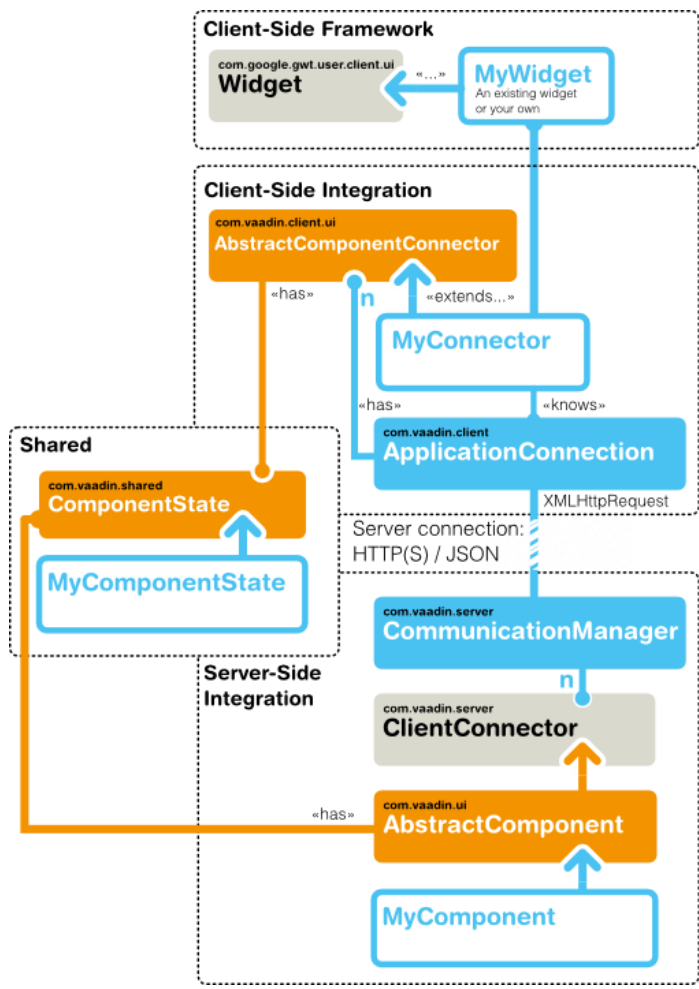 Client-Side Framework
com.google.gwt.user.client.ui
Widget
«...»
MyWidget
An existing widget
or your own
Client-Side Integration
com.vaadin.client.ui
AbstractComponentConnector
«has»
n
«extends...»
MyConnector
«has»
«knows»
com.vaadin.client
ApplicationConnection
Shared
com.vaadin.shared
ComponentState
XMLHttpRequest
Server connection:
HTTP(S) / JSON
MyComponentState
com.vaadin.server
CommunicationManager
Server-Side
Integration
n
com.vaadin.server
ClientConnector
«has»
com.vaadin.ui
AbstractComponent
MyComponent